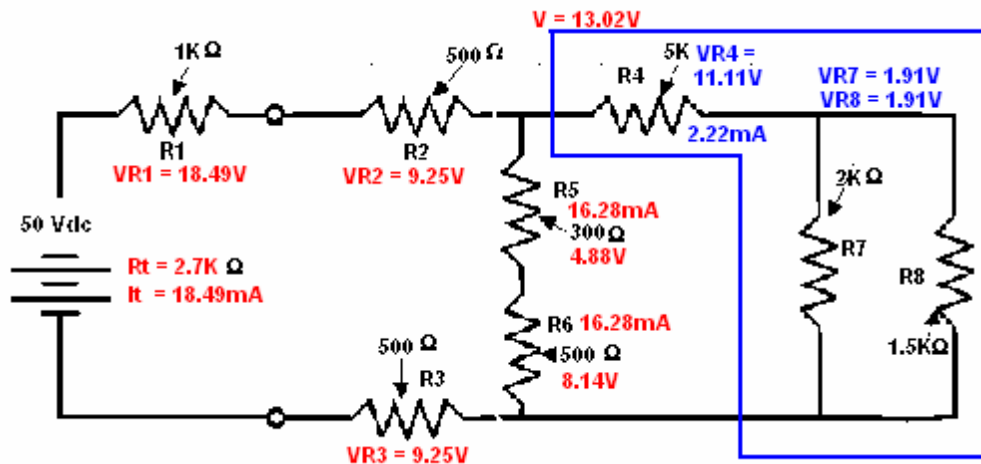 V = 13.02V
1K Ω
500 Ω
5K
VR4 =
11.11V
R4
VR7 = 1.91V
VR8 = 1.91V
2.22mA
R1
VR1 = 18.49V
R2
VR2 = 9.25V
R5
16.28mA
300 Ω
4.88V
2K Ω
R7
R8
1.5KΩ
50 Vdc
Rt = 2.7K Ω
It = 18.49mA
R6 16.28mA
500 Ω
8.14V
500 Ω
R3
VR3 = 9.25V